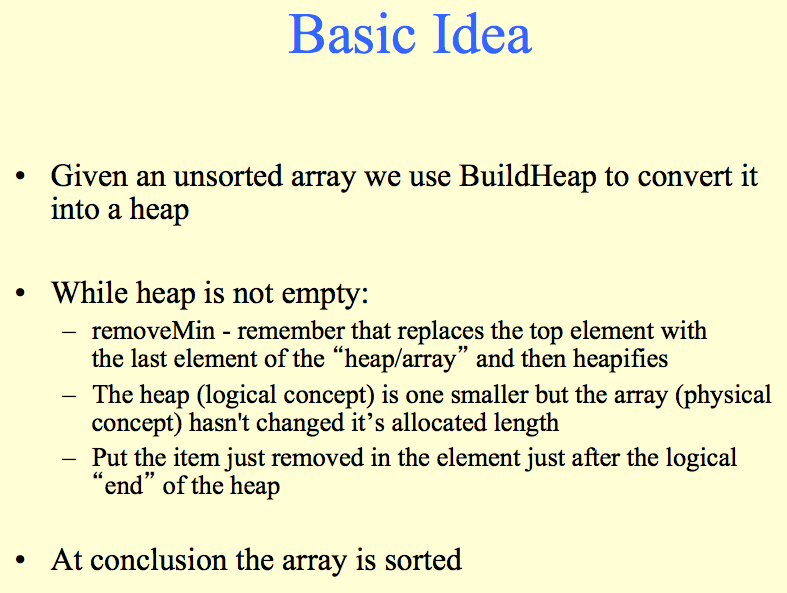 Basic Idea
• Given an unsorted array we use BuildHeap to convert it
into a heap
• While heap is not empty:
– removeMin - remember that replaces the top element with
the last element of the “heap/array” and then heapifies
– The heap (logical concept) is one smaller but the array (physical
concept) hasn't changed it’s allocated length
– Put the item just removed in the element just after the logical
“end” of the heap
• At conclusion the array is sorted